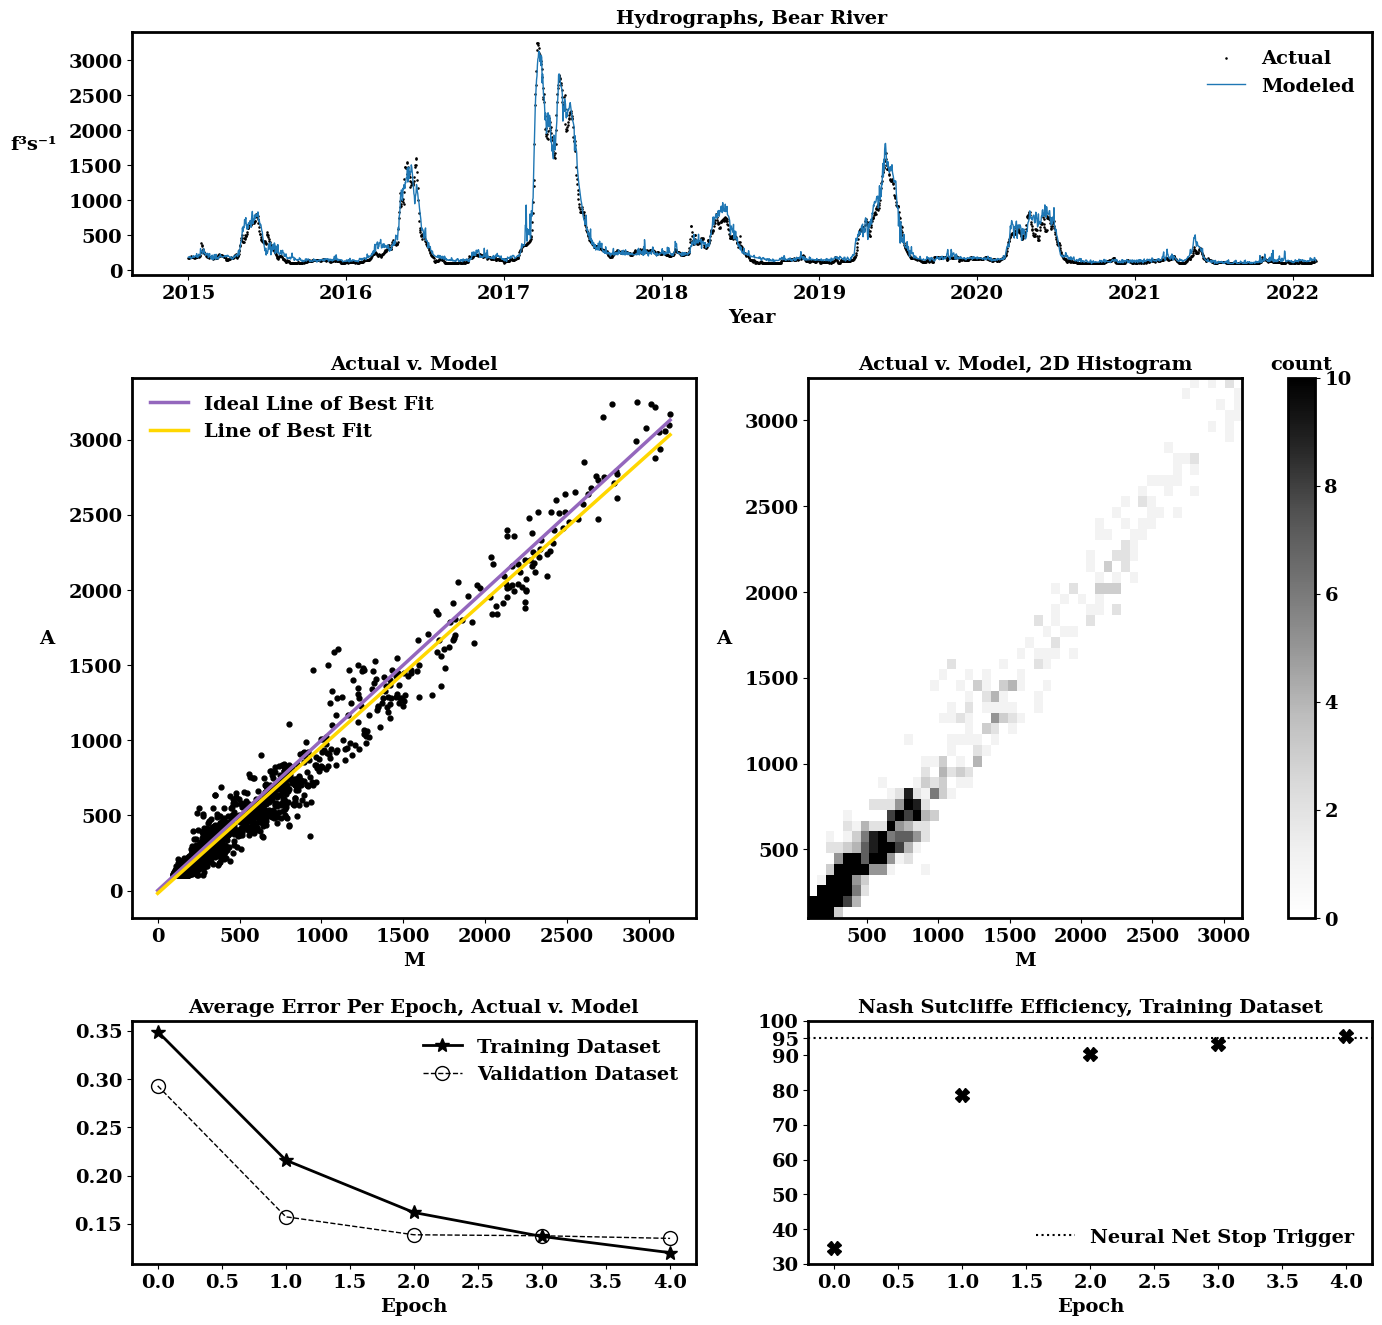 Hydrographs, Bear River
3000
2500
2000
1500
1000
500
0
f³s⁻¹
Actual
Modeled
2015 2016 2017 2018 2019 2020 2021 2022
Year
Actual v. Model
Ideal Line of Best Fit
Line of Best Fit
3000
2500
2000
1500
1000
500
0
A
0 500 1000 1500 2000 2500 3000
M
Actual v. Model, 2D Histogram
3000
2500
2000
1500
1000
500
A
500 1000 1500 2000 2500 3000
M
count
10
8
6
4
2
0
Average Error Per Epoch, Actual v. Model
Training Dataset
Validation Dataset
0.35
0.30
0.25
0.20
0.15
0.0 0.5 1.0 1.5 2.0 2.5 3.0 3.5 4.0
Epoch
Nash Sutcliffe Efficiency, Training Dataset
100
95
90
80
70
60
50
40
30
Neural Net Stop Trigger
0.0 0.5 1.0 1.5 2.0 2.5 3.0 3.5 4.0
Epoch